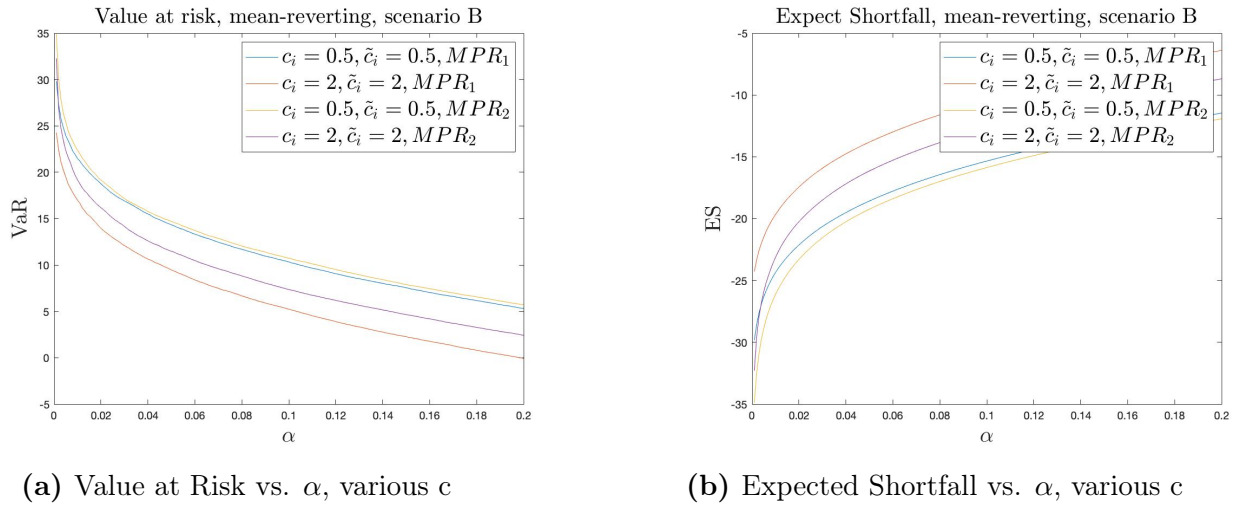 Value at risk, mean-reverting, scenario B
35
30
25
20
15
10
5
0
-5
VaR
c_i = 0.5, c̃_i = 0.5, MPR_1
c_i = 2, c̃_i = 2, MPR_1
c_i = 0.5, c̃_i = 0.5, MPR_2
c_i = 2, c̃_i = 2, MPR_2
0 0.02 0.04 0.06 0.08 0.1 0.12 0.14 0.16 0.18 0.2
α
(a) Value at Risk vs. α, various c
Expect Shortfall, mean-reverting, scenario B
-5
-10
-15
-20
-25
-30
-35
ES
c_i = 0.5, c̃_i = 0.5, MPR_1
c_i = 2, c̃_i = 2, MPR_1
c_i = 0.5, c̃_i = 0.5, MPR_2
c_i = 2, c̃_i = 2, MPR_2
0 0.02 0.04 0.06 0.08 0.1 0.12 0.14 0.16 0.18 0.2
α
(b) Expected Shortfall vs. α, various c